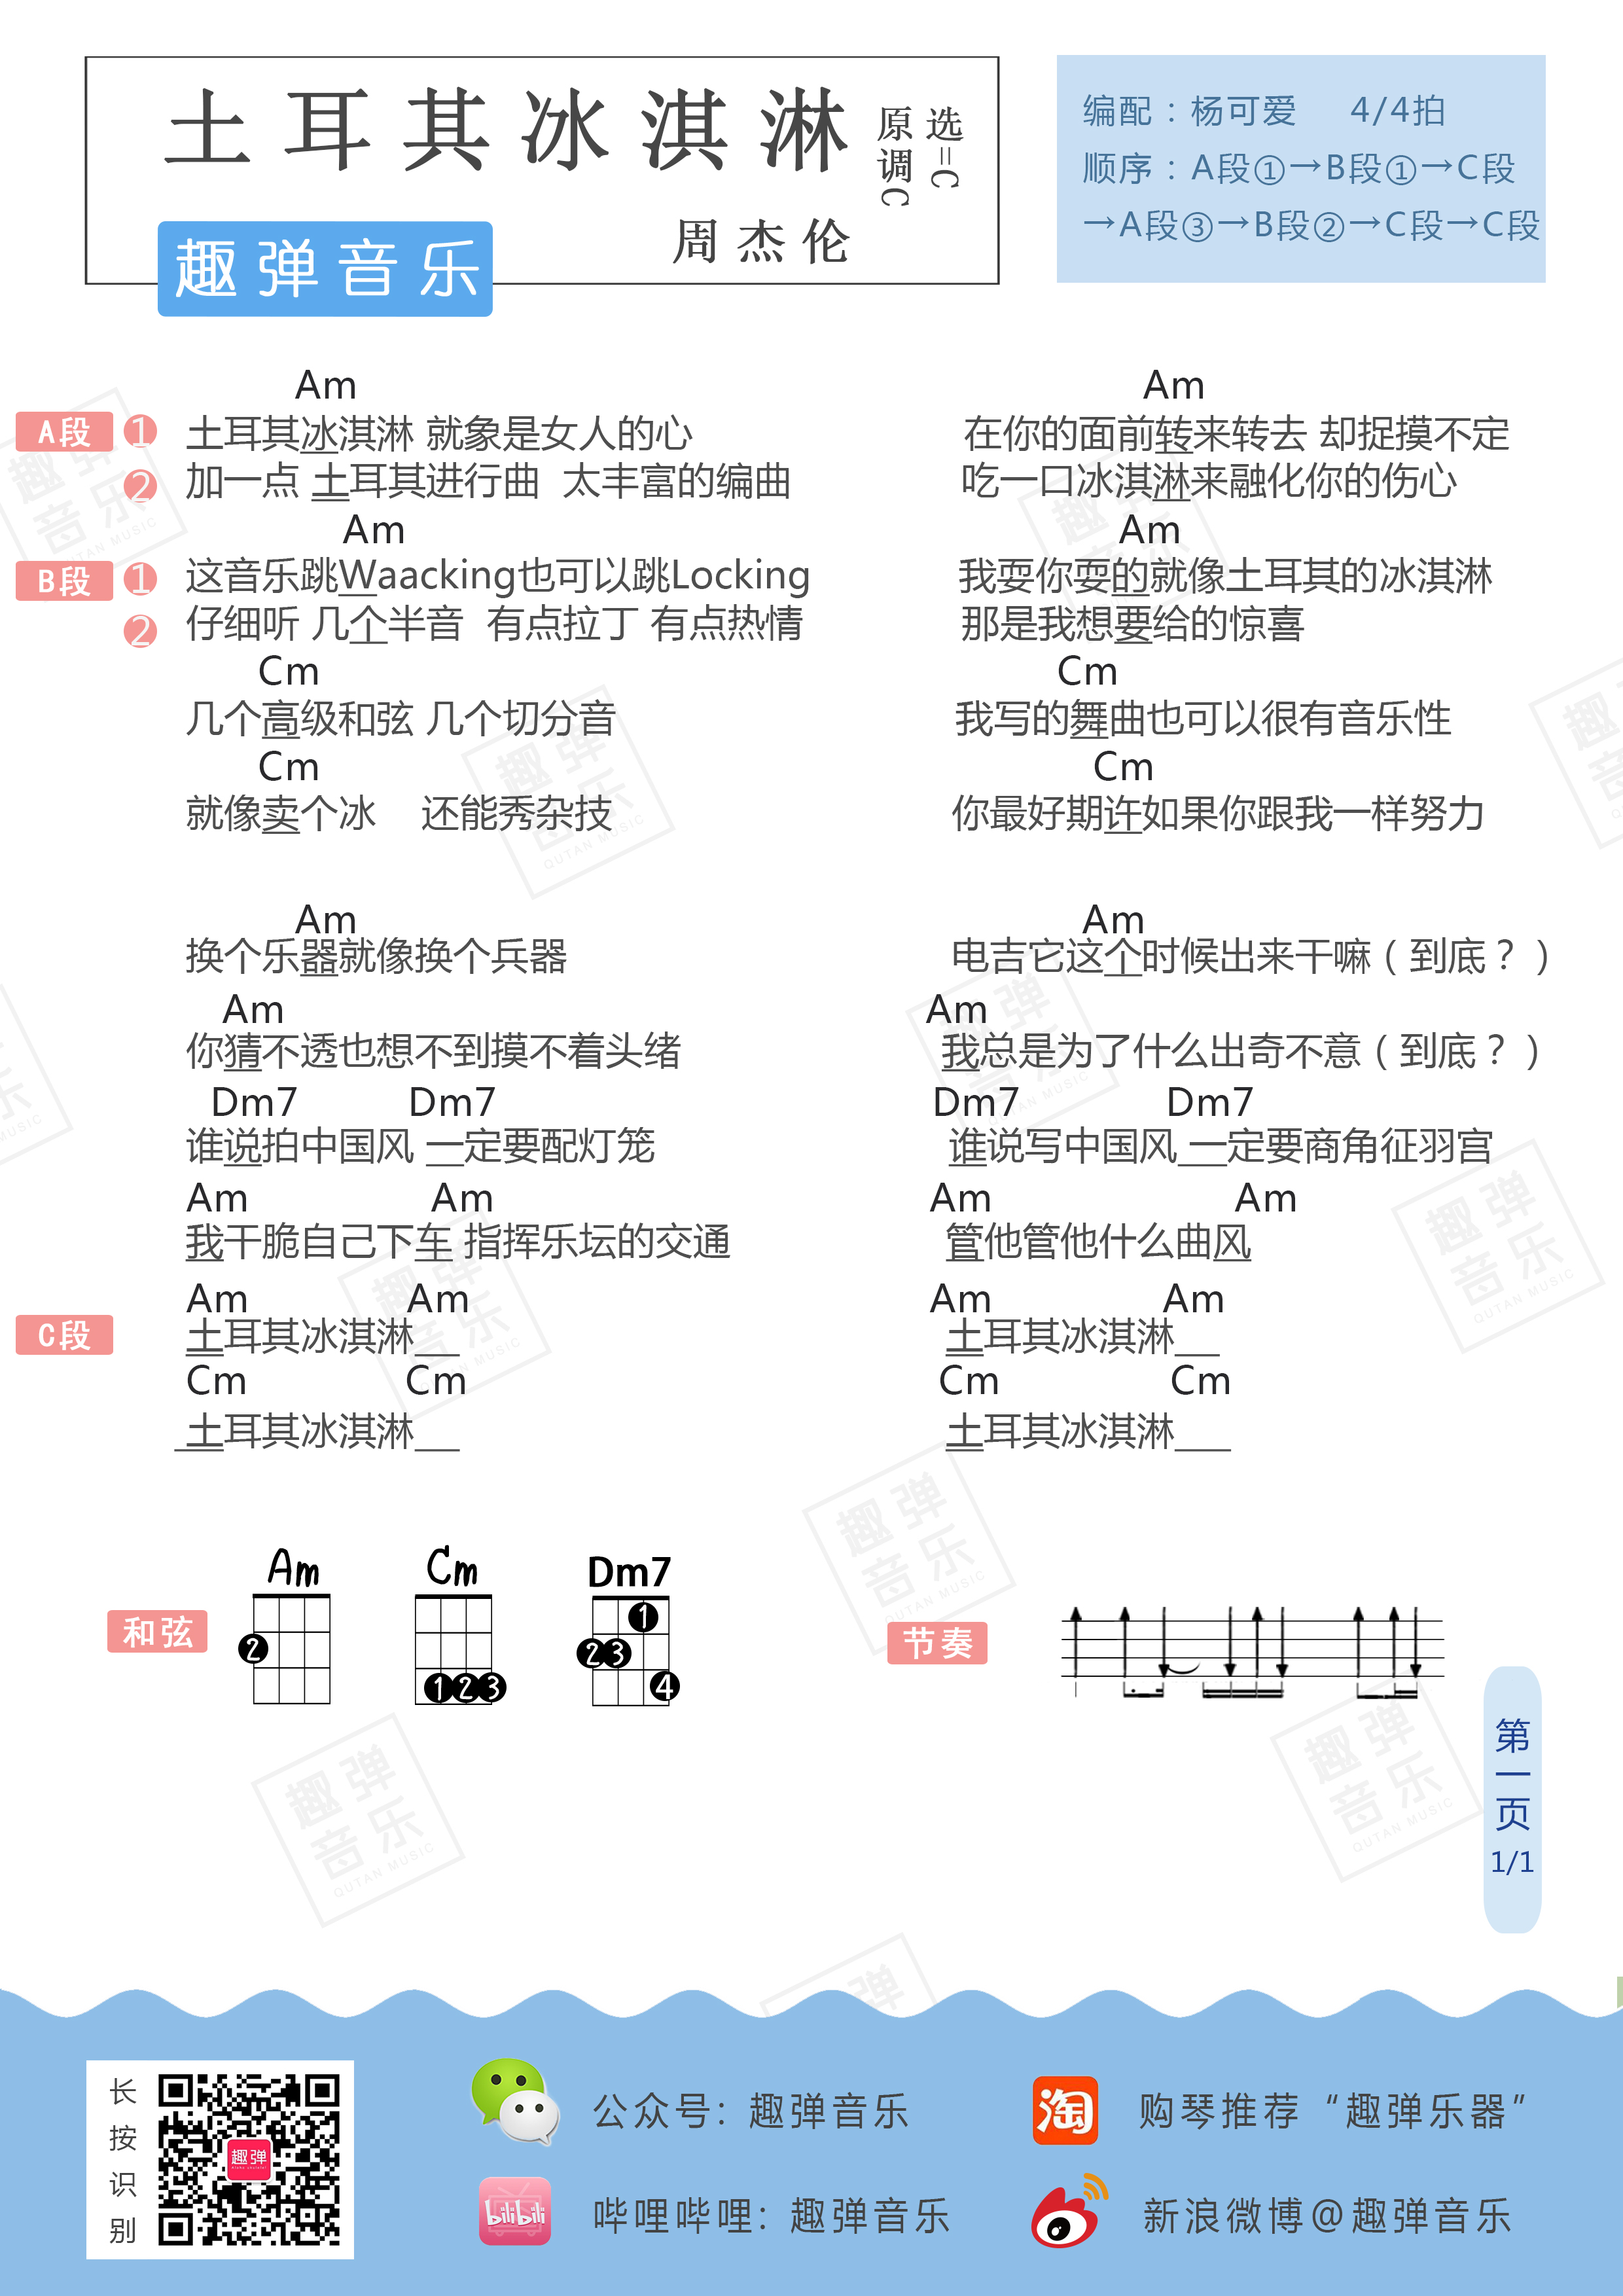 土耳其冰淇淋
原调C
选=C
周杰伦
趣弹音乐
编配：杨可爱 4/4拍
顺序：A段①→B段①→C段
→A段③→B段②→C段→C段
Am Am
A段 1 土耳其冰淇淋 就象是女人的心 在你的面前转来转去 却捉摸不定
2 加一点 土耳其进行曲 太丰富的编曲 吃一口冰淇淋来融化你的伤心
Am Am
B段 1 这音乐跳Waacking也可以跳Locking 我耍你耍的就像土耳其的冰淇淋
2 仔细听 几个半音 有点拉丁 有点热情 那是我想要给的惊喜
Cm Cm
几个高级和弦 几个切分音 我写的舞曲也可以很有音乐性
Cm Cm
就像卖个冰 还能秀杂技 你最好期许如果你跟我一样努力
Am Am
换个乐器就像换个兵器 电吉它这个时候出来干嘛（到底？）
Am Am
你猜不透也想不到摸不着头绪 我总是为了什么出奇不意（到底？）
Dm7 Dm7 Dm7 Dm7
谁说拍中国风 一定要配灯笼 谁说写中国风 一定要商角征羽宫
Am Am Am Am
我干脆自己下车 指挥乐坛的交通 管他管他什么曲风
Am Am Am Am
C段 土耳其冰淇淋__ 土耳其冰淇淋__
Cm Cm Cm Cm
土耳其冰淇淋__ 土耳其冰淇淋__
Am Cm Dm7
和弦 2 1 2 3 1 2 3 4 节奏
第一页
1/1
长按识别
趣弹
公众号：趣弹音乐
淘 购琴推荐“趣弹乐器”
bilibili 哔哩哔哩：趣弹音乐
新浪微博@趣弹音乐
趣弹音乐
QUTAN MUSIC